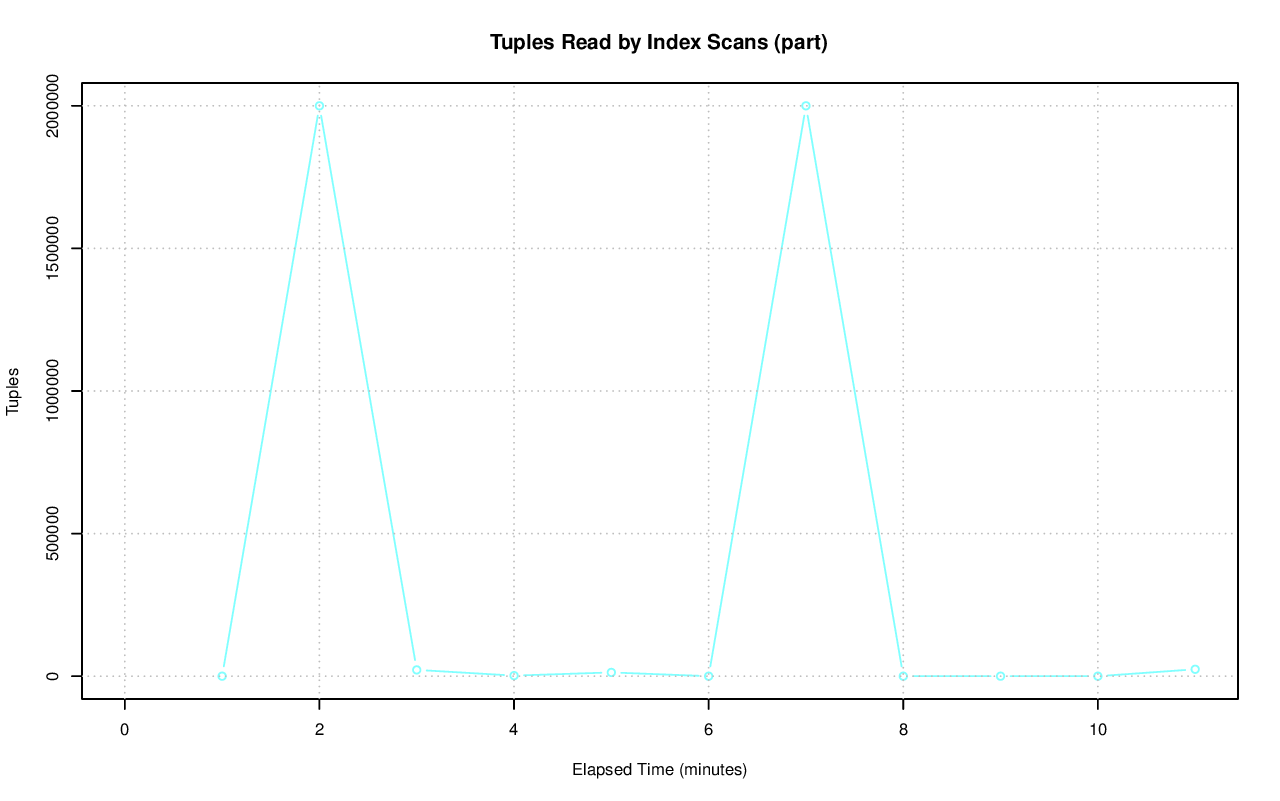 Tuples Read by Index Scans (part)
2000000
1500000
1000000
500000
0
Tuples
0 2 4 6 8 10
Elapsed Time (minutes)